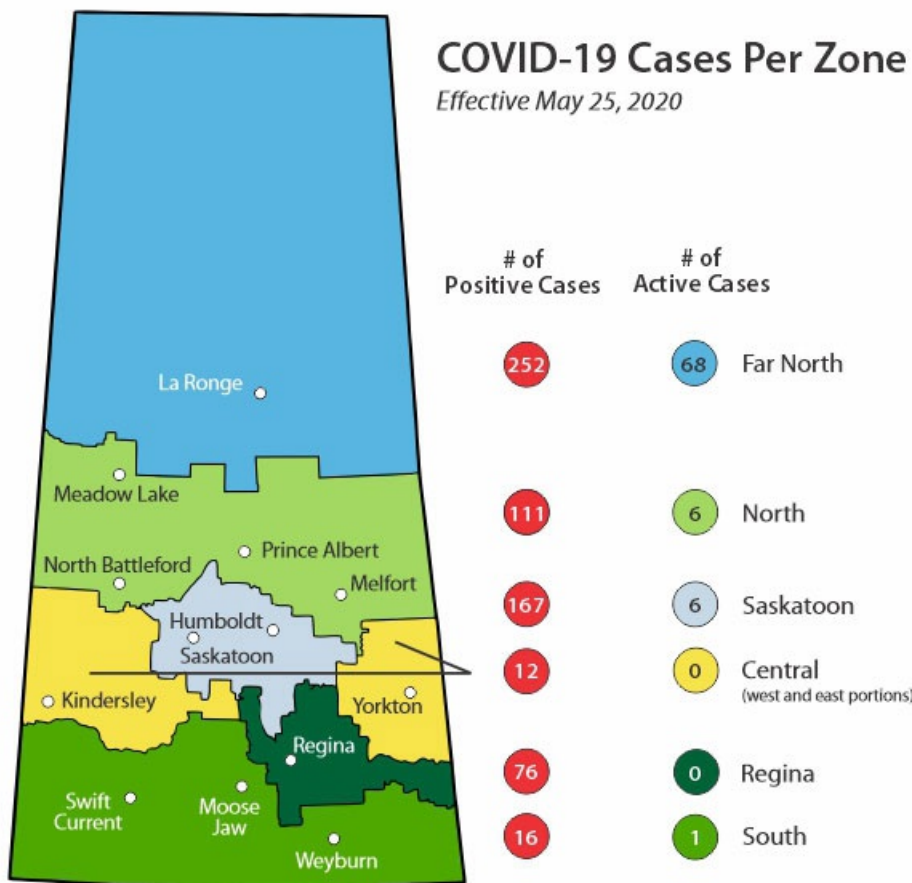 COVID-19 Cases Per Zone
Effective May 25, 2020
# of
Positive Cases
# of
Active Cases
252
68
Far North
111
6
North
167
6
Saskatoon
12
0
Central
(west and east portions)
76
0
Regina
16
1
South
La Ronge
Meadow Lake
Prince Albert
North Battleford
Melfort
Humboldt
Saskatoon
Kindersley
Yorkton
Regina
Swift
Current
Moose
Jaw
Weyburn